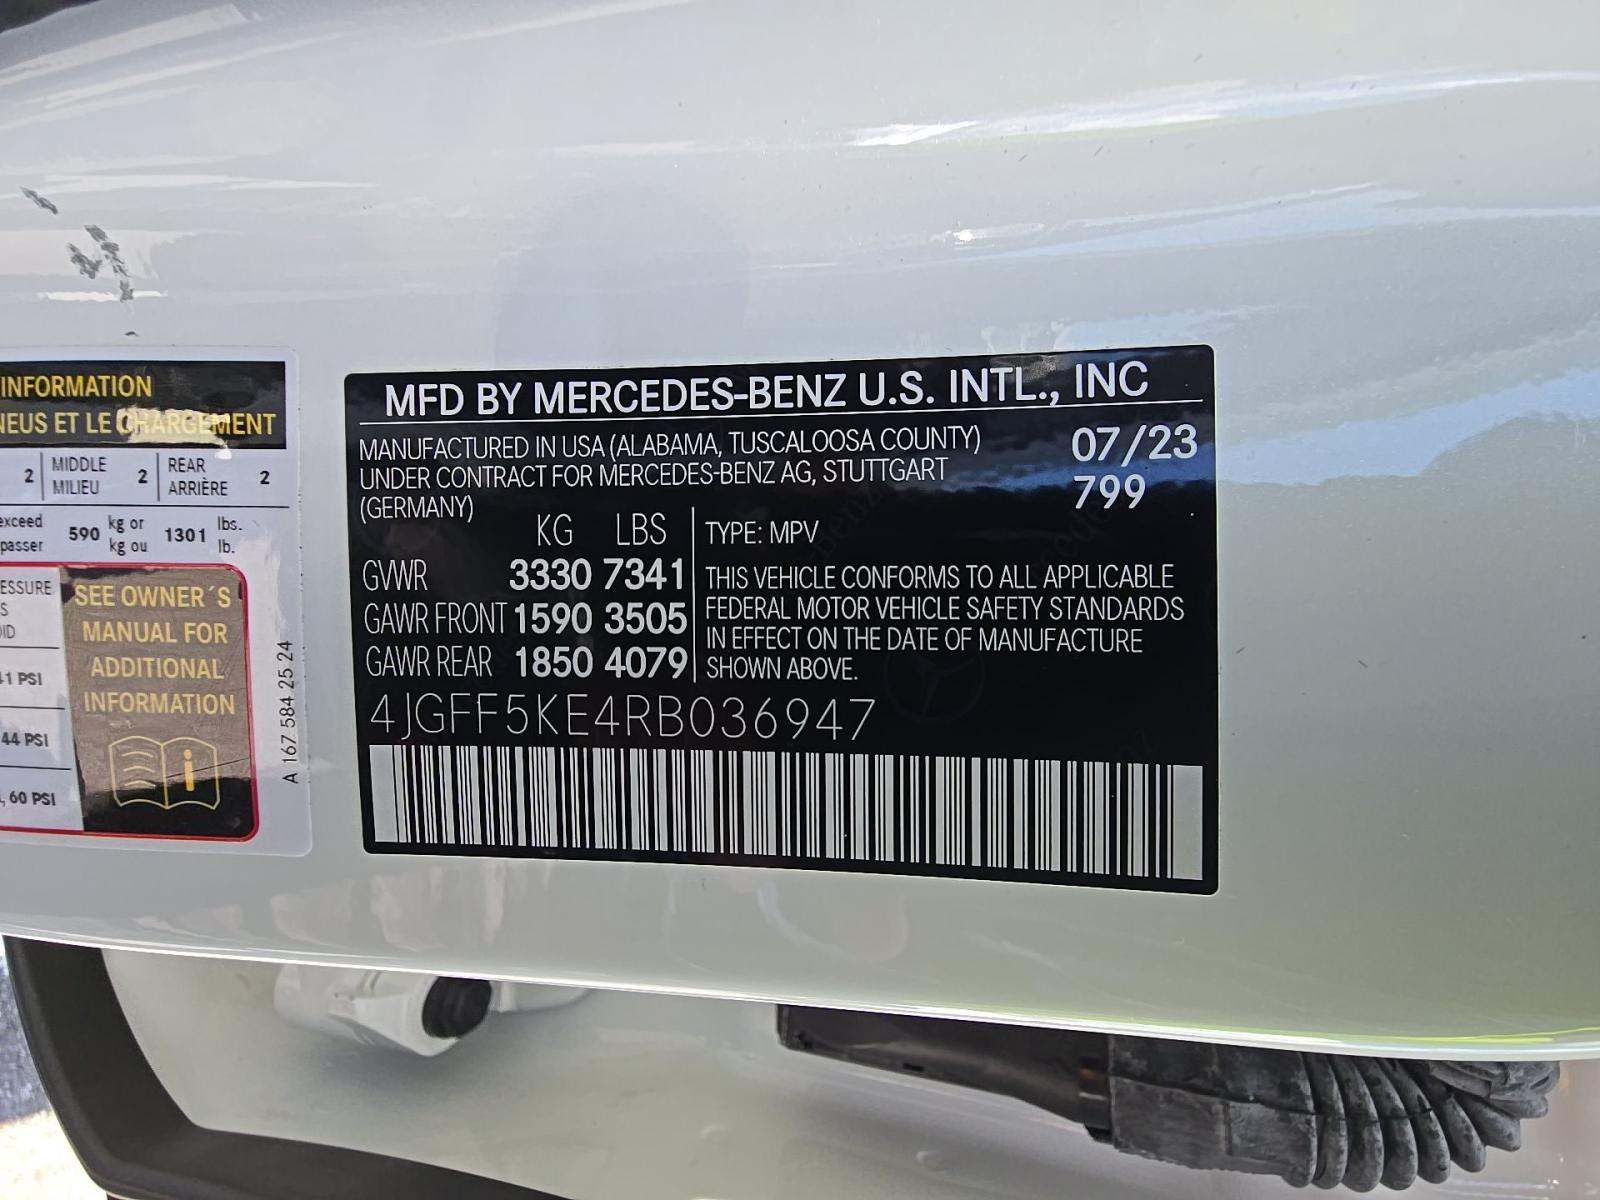 INFORMATION
NEUS ET LE CHARGEMENT
2 MIDDLE MILIEU 2 REAR ARRIÈRE 2
exceed passer 590 kg or kg ou 1301 lbs. lb.
ESSURE
S
OID
1 PSI
44 PSI
, 60 PSI
SEE OWNER´S
MANUAL FOR
ADDITIONAL
INFORMATION
i
A 167 584 25 24
MFD BY MERCEDES-BENZ U.S. INTL., INC
MANUFACTURED IN USA (ALABAMA, TUSCALOOSA COUNTY)
UNDER CONTRACT FOR MERCEDES-BENZ AG, STUTTGART
(GERMANY)
07/23
799
KG LBS
GVWR 3330 7341
GAWR FRONT 1590 3505
GAWR REAR 1850 4079
TYPE: MPV
THIS VEHICLE CONFORMS TO ALL APPLICABLE
FEDERAL MOTOR VEHICLE SAFETY STANDARDS
IN EFFECT ON THE DATE OF MANUFACTURE
SHOWN ABOVE.
4JGFF5KE4RB036947